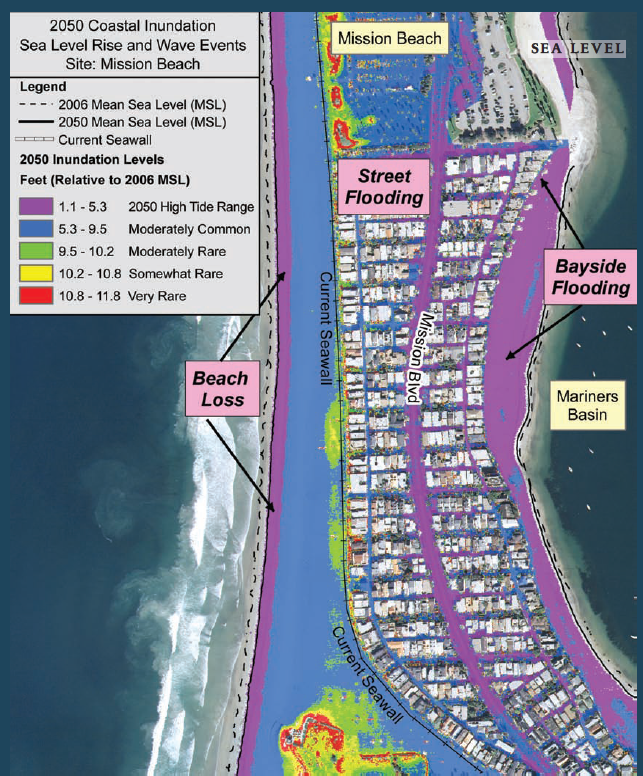 2050 Coastal Inundation
Sea Level Rise and Wave Events
Site: Mission Beach
Legend
2006 Mean Sea Level (MSL)
2050 Mean Sea Level (MSL)
Current Seawall
2050 Inundation Levels
Feet (Relative to 2006 MSL)
1.1 - 5.3 2050 High Tide Range
5.3 - 9.5 Moderately Common
9.5 - 10.2 Moderately Rare
10.2 - 10.8 Somewhat Rare
10.8 - 11.8 Very Rare
Mission Beach
SEA LEVEL
Street
Flooding
Bayside
Flooding
Current Seawall
Mission Blvd
Beach
Loss
Mariners
Basin
Current Seawall